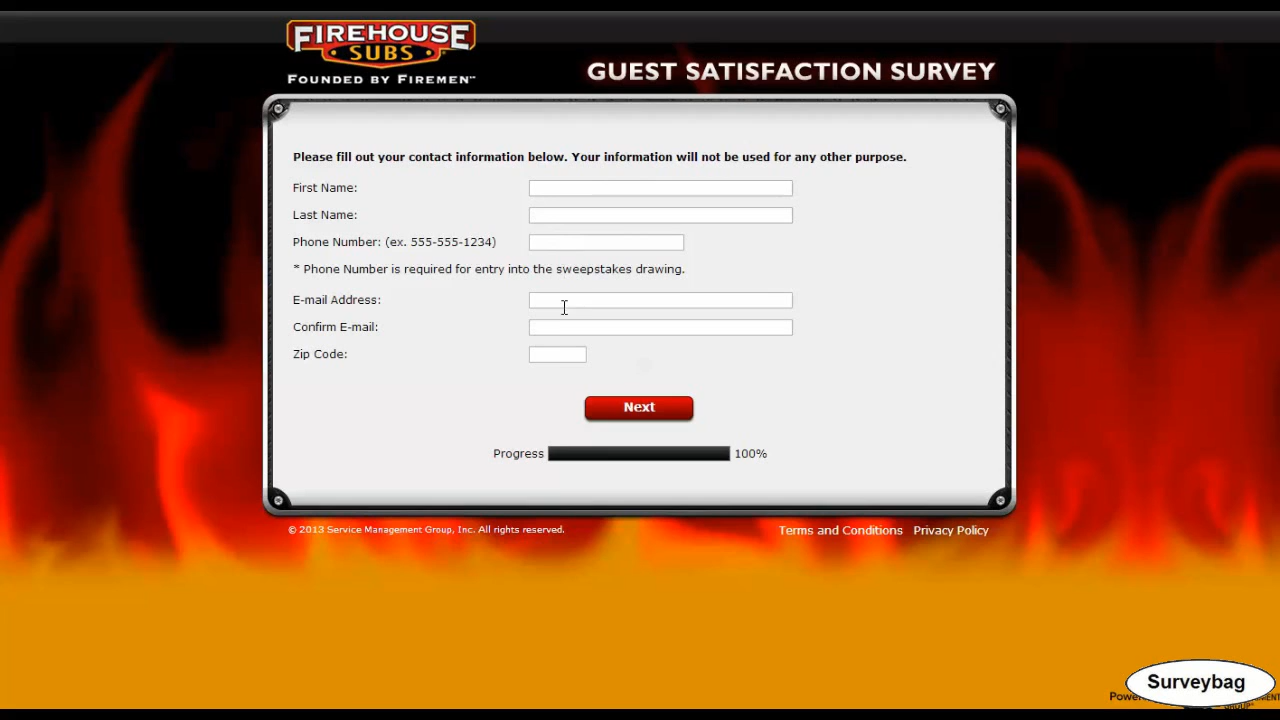 FIREHOUSE
SUBS
FOUNDED BY FIREMEN™
GUEST SATISFACTION SURVEY
Please fill out your contact information below. Your information will not be used for any other purpose.
First Name:
Last Name:
Phone Number: (ex. 555-555-1234)
* Phone Number is required for entry into the sweepstakes drawing.
E-mail Address:
Confirm E-mail:
Zip Code:
Next
Progress 100%
© 2013 Service Management Group, Inc. All rights reserved.
Terms and Conditions Privacy Policy
Surveybag